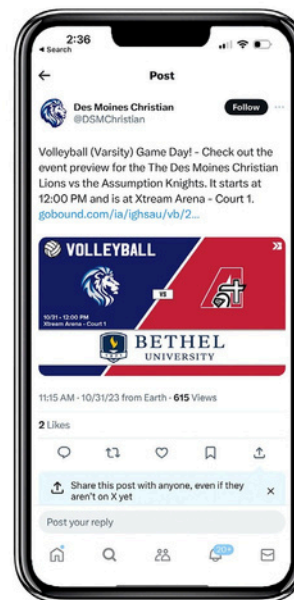 2:36
Search
Post
Des Moines Christian
@DSMChristian
Follow
Volleyball (Varsity) Game Day! - Check out the
event preview for the The Des Moines Christian
Lions vs the Assumption Knights. It starts at
12:00 PM and is at Xtream Arena - Court 1.
gobound.com/ia/ighsau/vb/2...
VOLLEYBALL
VS
A
10/31 - 12:00 PM
Xtream Arena - Court 1
BETHEL
UNIVERSITY
11:15 AM · 10/31/23 from Earth · 615 Views
2 Likes
Share this post with anyone, even if they
aren't on X yet
Post your reply
20+